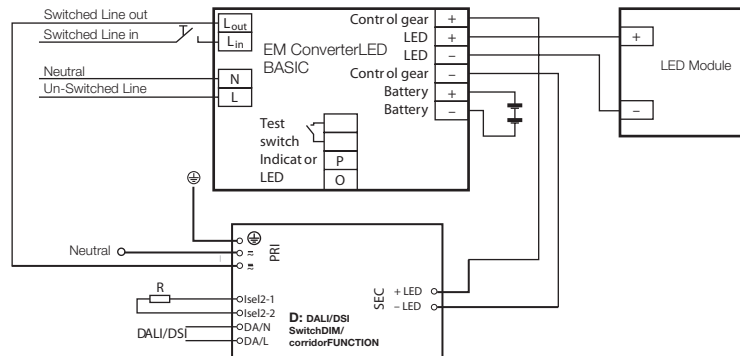 Switched Line out
Switched Line in
Neutral
Un-Switched Line
Lout
Lin
N
L
EM ConverterLED
BASIC
Test
switch
Indicator
LED
P
O
Control gear +
LED +
LED −
Control gear −
Battery +
Battery −
+
−
LED Module
Neutral
PRI
R
Isel2-1
Isel2-2
DA/N
DA/L
DALI/DSI
D: DALI/DSI
SwitchDIM/
corridorFUNCTION
SEC
+ LED
− LED